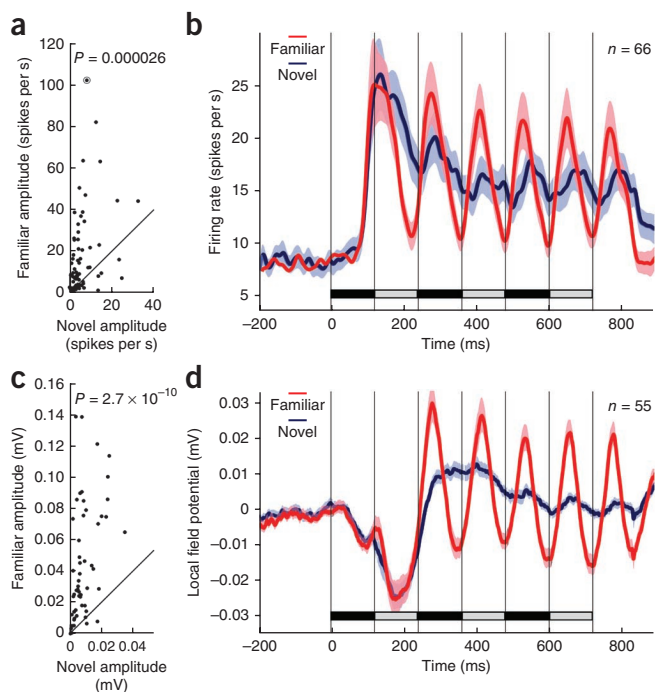 a
P = 0.000026
120
100
80
60
40
20
0
0 20 40
Familiar amplitude (spikes per s)
Novel amplitude
(spikes per s)
b
Familiar
Novel
n = 66
25
20
15
10
5
Firing rate (spikes per s)
−200 0 200 400 600 800
Time (ms)
c
P = 2.7 × 10⁻¹⁰
0.16
0.14
0.12
0.10
0.08
0.06
0.04
0.02
0
0 0.02 0.04
Familiar amplitude (mV)
Novel amplitude
(mV)
d
Familiar
Novel
n = 55
0.03
0.02
0.01
0
−0.01
−0.02
−0.03
Local field potential (mV)
−200 0 200 400 600 800
Time (ms)